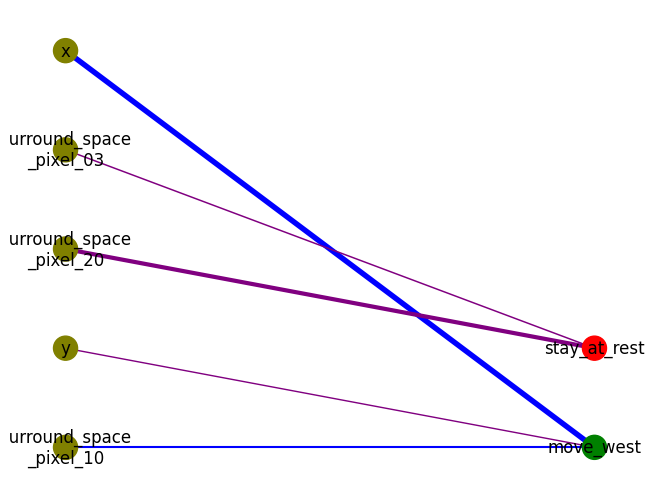 x
urround_space
_pixel_03
urround_space
_pixel_20
y
stay_at_rest
urround_space
_pixel_10
move_west